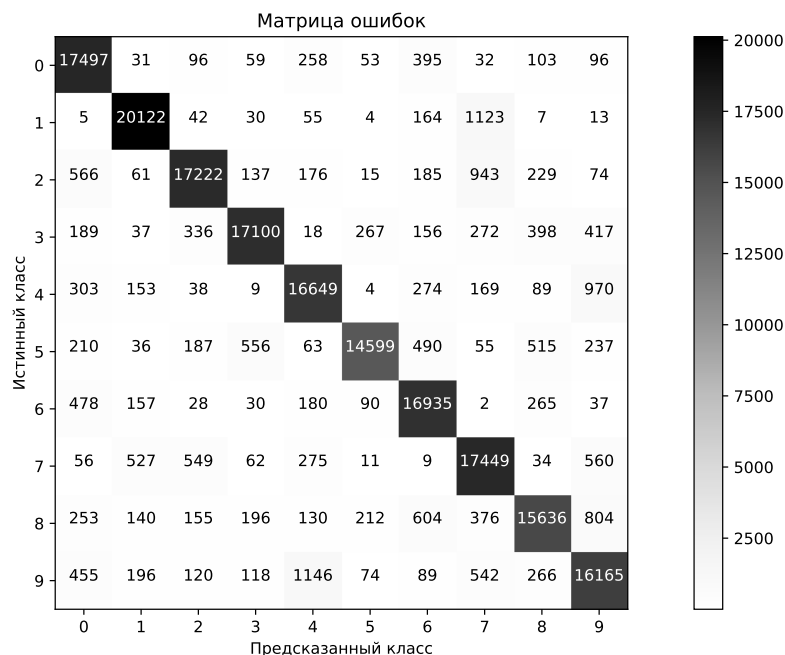 Матрица ошибок
0 17497 31 96 59 258 53 395 32 103 96
1 5 20122 42 30 55 4 164 1123 7 13
2 566 61 17222 137 176 15 185 943 229 74
3 189 37 336 17100 18 267 156 272 398 417
4 303 153 38 9 16649 4 274 169 89 970
5 210 36 187 556 63 14599 490 55 515 237
6 478 157 28 30 180 90 16935 2 265 37
7 56 527 549 62 275 11 9 17449 34 560
8 253 140 155 196 130 212 604 376 15636 804
9 455 196 120 118 1146 74 89 542 266 16165
0 1 2 3 4 5 6 7 8 9
Предсказанный класс
Истинный класс
20000
17500
15000
12500
10000
7500
5000
2500